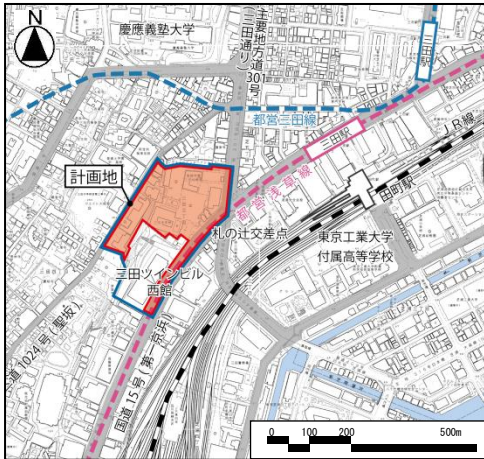 N
慶應義塾大学
主要地方道301号
(三田通り)
三田駅
都営三田線
三田駅
JR線
計画地
都営浅草線
田町駅
札の辻交差点
東京工業大学
付属高等学校
三田ツインビル
西館
国道15号(第一京浜)
道1024号(聖坂)
0 100 200 500m